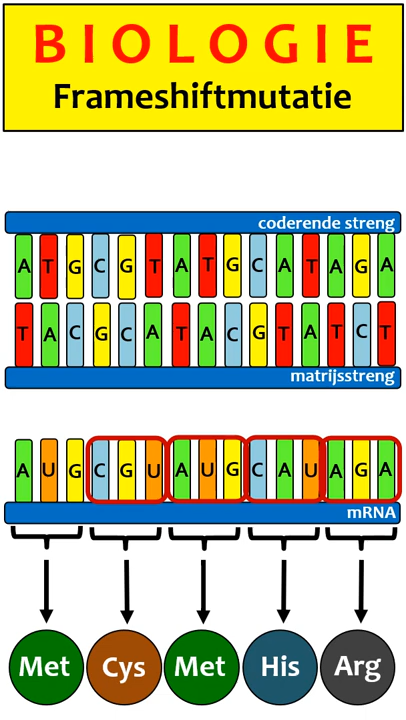 BIOLOGIE
Frameshiftmutatie
coderende streng
A T G C G T A T G C A T A G A
T A C G C A T A C G T A T C T
matrijsstreng
A U G C G U A U G C A U A G A
mRNA
Met Cys Met His Arg